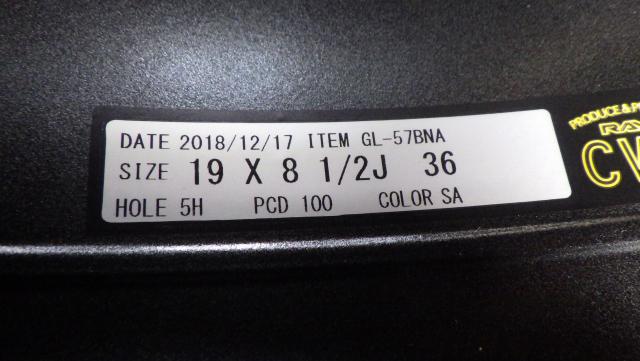 DATE 2018/12/17 ITEM GL-57BNA
SIZE 19 X 8 1/2J 36
HOLE 5H PCD 100 COLOR SA
PRODUCE &